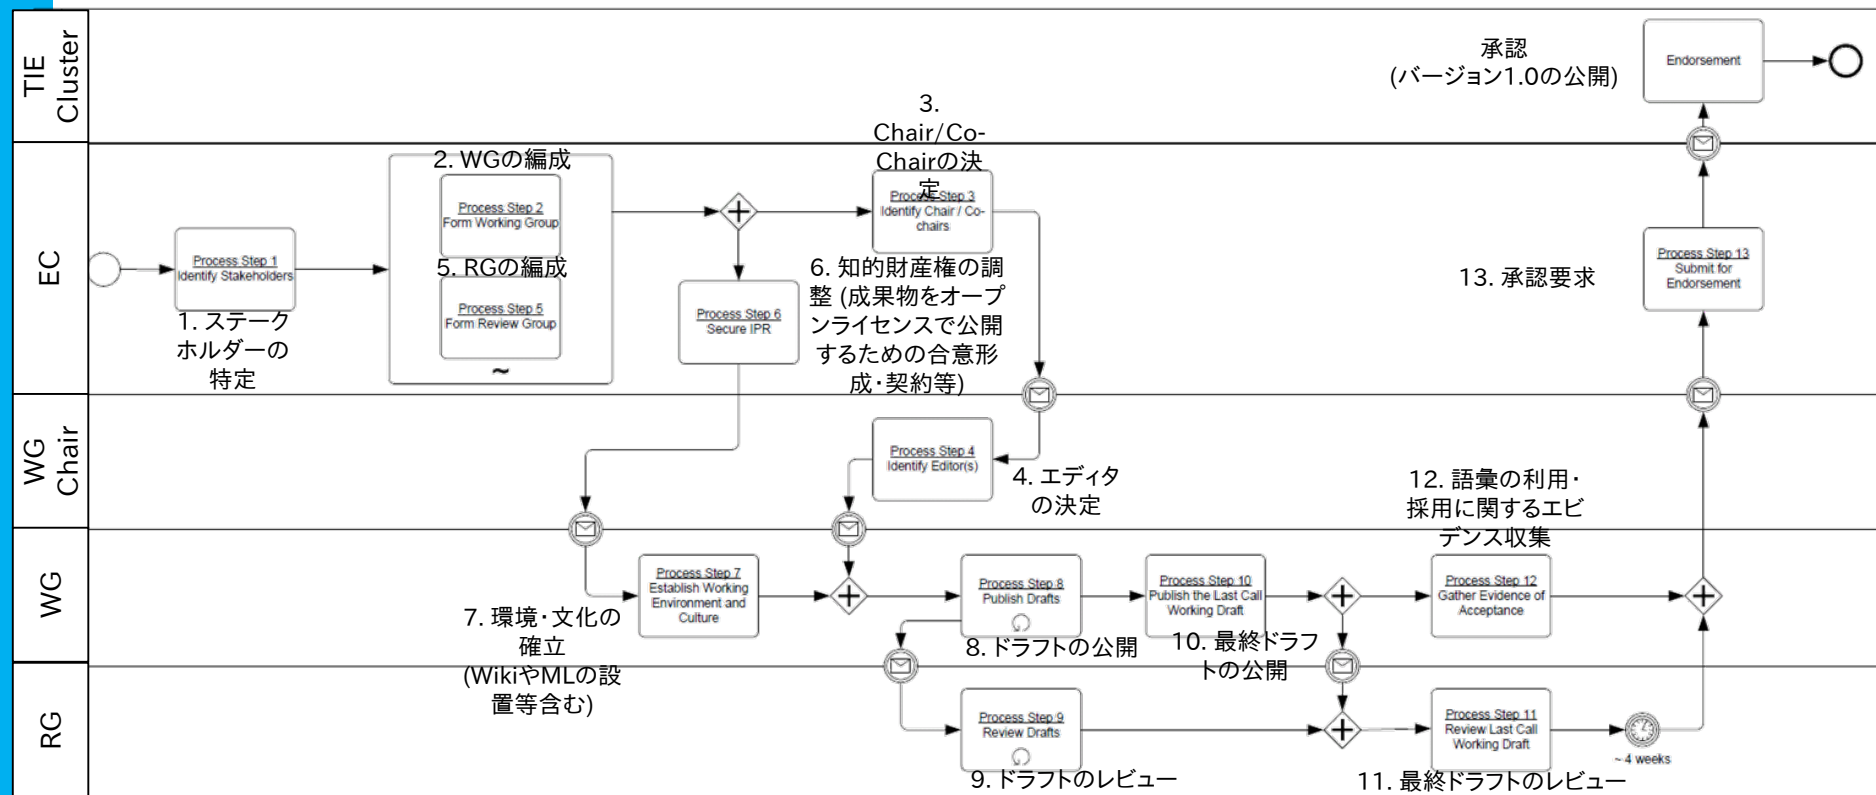 TIE
Cluster
承認
(バージョン1.0の公開)
Endorsement
EC
Process Step 1
Identify Stakeholders
1. ステーク
ホルダーの
特定
2. WGの編成
Process Step 2
Form Working Group
5. RGの編成
Process Step 5
Form Review Group
~
Process Step 6
Secure IPR
3.
Chair/Co-
Chairの決
定
Process Step 3
Identify Chair / Co-
chairs
6. 知的財産権の調
整 (成果物をオープ
ンライセンスで公開
するための合意形
成・契約等)
13. 承認要求
Process Step 13
Submit for
Endorsement
WG
Chair
Process Step 4
Identify Editor(s)
4. エディタ
の決定
12. 語彙の利用・
採用に関するエビ
デンス収集
WG
7. 環境・文化の
確立
(WikiやMLの設
置等含む)
Process Step 7
Establish Working
Environment and
Culture
Process Step 8
Publish Drafts
8. ドラフトの公開
Process Step 10
Publish the Last Call
Working Draft
10. 最終ドラフ
トの公開
Process Step 12
Gather Evidence of
Acceptance
RG
Process Step 9
Review Drafts
9. ドラフトのレビュー
Process Step 11
Review Last Call
Working Draft
11. 最終ドラフトのレビュー
~ 4 weeks